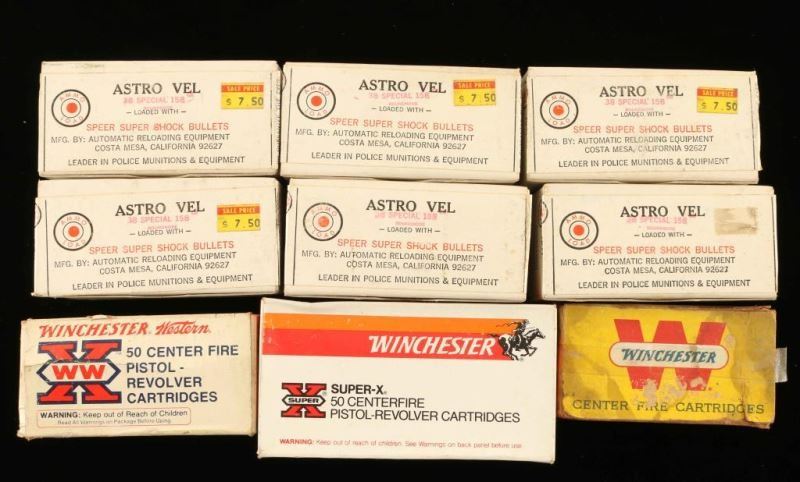 AMMO LOAD
ASTRO VEL
SALE PRICE
$ 7.50
38 SPECIAL 158
— LOADED WITH —
SPEER SUPER SHOCK BULLETS
MFG. BY: AUTOMATIC RELOADING EQUIPMENT
COSTA MESA, CALIFORNIA 92627
LEADER IN POLICE MUNITIONS & EQUIPMENT
AMMO LOAD
ASTRO VEL
SALE PRICE
$ 7.50
38 SPECIAL 158
— LOADED WITH —
SPEER SUPER SHOCK BULLETS
MFG. BY: AUTOMATIC RELOADING EQUIPMENT
COSTA MESA, CALIFORNIA 92627
LEADER IN POLICE MUNITIONS & EQUIPMENT
AMMO LOAD
ASTRO VEL
SALE PRICE
$ 7.50
38 SPECIAL 158
— LOADED WITH —
SPEER SUPER SHOCK BULLETS
MFG. BY: AUTOMATIC RELOADING EQUIPMENT
COSTA MESA, CALIFORNIA 92627
LEADER IN POLICE MUNITIONS & EQUIPMENT
AMMO LOAD
ASTRO VEL
SALE PRICE
$ 7.50
38 SPECIAL 158
— LOADED WITH —
SPEER SUPER SHOCK BULLETS
MFG. BY: AUTOMATIC RELOADING EQUIPMENT
COSTA MESA, CALIFORNIA 92627
LEADER IN POLICE MUNITIONS & EQUIPMENT
AMMO LOAD
ASTRO VEL
38 SPECIAL 158
— LOADED WITH —
SPEER SUPER SHOCK BULLETS
MFG. BY: AUTOMATIC RELOADING EQUIPMENT
COSTA MESA, CALIFORNIA 92627
LEADER IN POLICE MUNITIONS & EQUIPMENT
AMMO LOAD
ASTRO VEL
38 SPECIAL 158
— LOADED WITH —
SPEER SUPER SHOCK BULLETS
MFG. BY: AUTOMATIC RELOADING EQUIPMENT
COSTA MESA, CALIFORNIA 92627
LEADER IN POLICE MUNITIONS & EQUIPMENT
WINCHESTER Western
X
WW
50 CENTER FIRE
PISTOL -
REVOLVER
CARTRIDGES
WARNING: Keep out of Reach of Children
Read All Warnings on Package Before Using.
WINCHESTER
X
SUPER
SUPER-X
50 CENTERFIRE
PISTOL-REVOLVER CARTRIDGES
WARNING: Keep out of reach of children. See Warnings on back panel before use.
W
WINCHESTER
CENTER FIRE CARTRIDGES